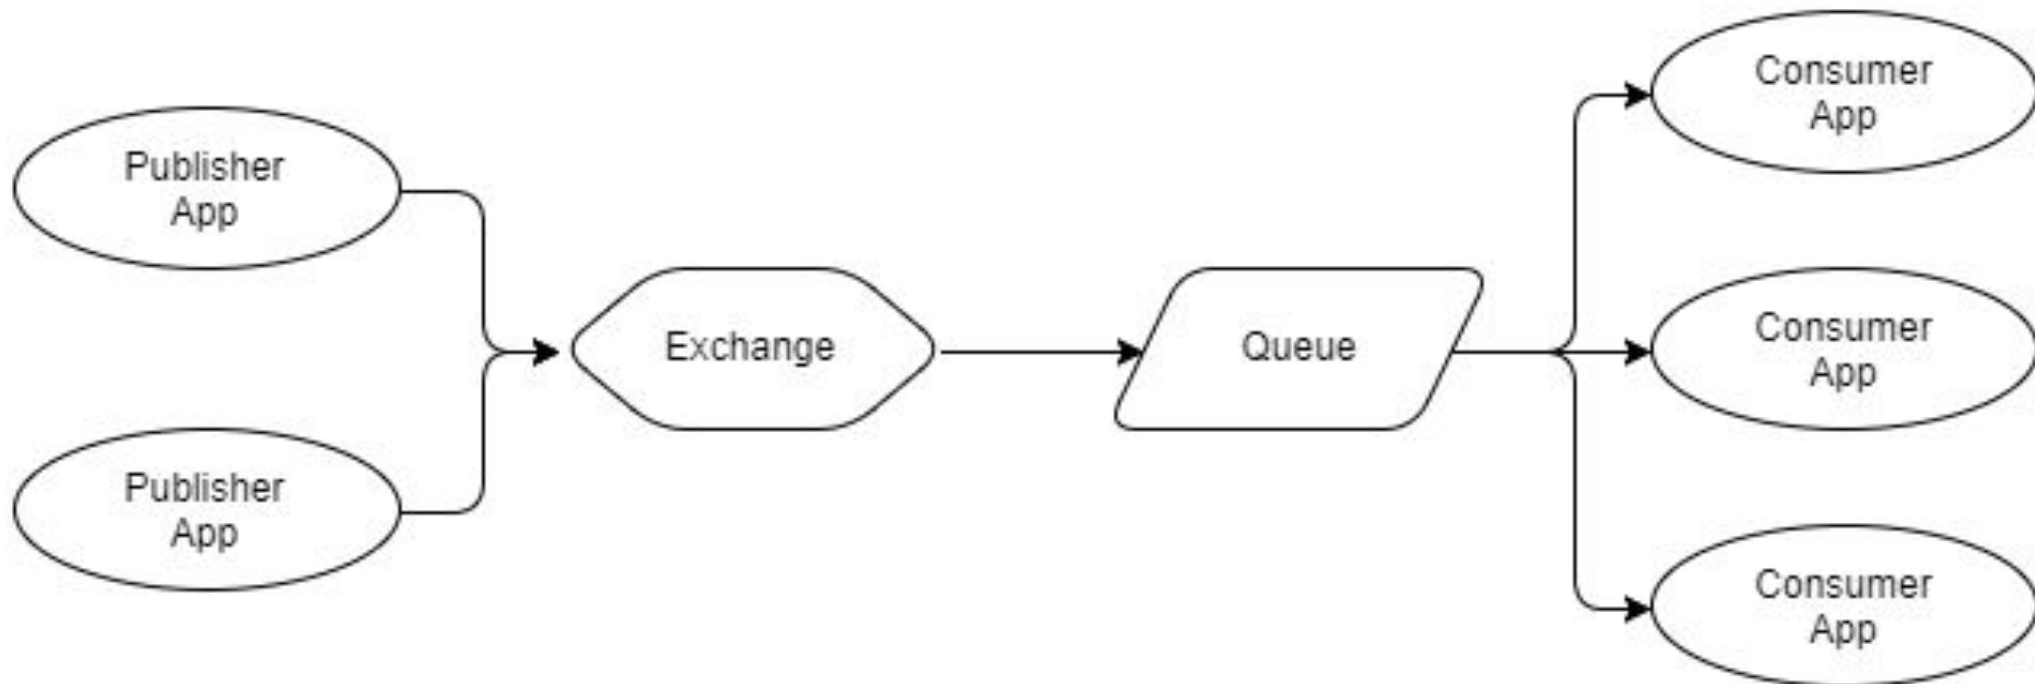 Publisher
App
Publisher
App
Exchange
Queue
Consumer
App
Consumer
App
Consumer
App